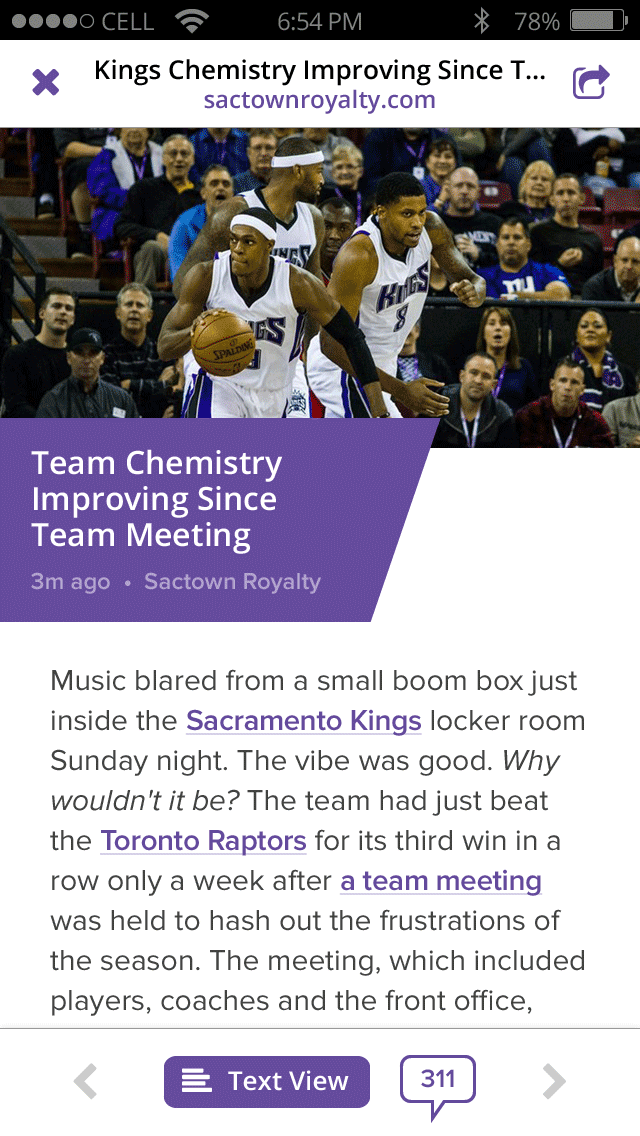 CELL 6:54 PM 78%
Kings Chemistry Improving Since T...
sactownroyalty.com
KINGS
8
SPALDING
Team Chemistry
Improving Since
Team Meeting
3m ago • Sactown Royalty
Music blared from a small boom box just
inside the Sacramento Kings locker room
Sunday night. The vibe was good. Why
wouldn't it be? The team had just beat
the Toronto Raptors for its third win in a
row only a week after a team meeting
was held to hash out the frustrations of
the season. The meeting, which included
players, coaches and the front office,
Text View 311